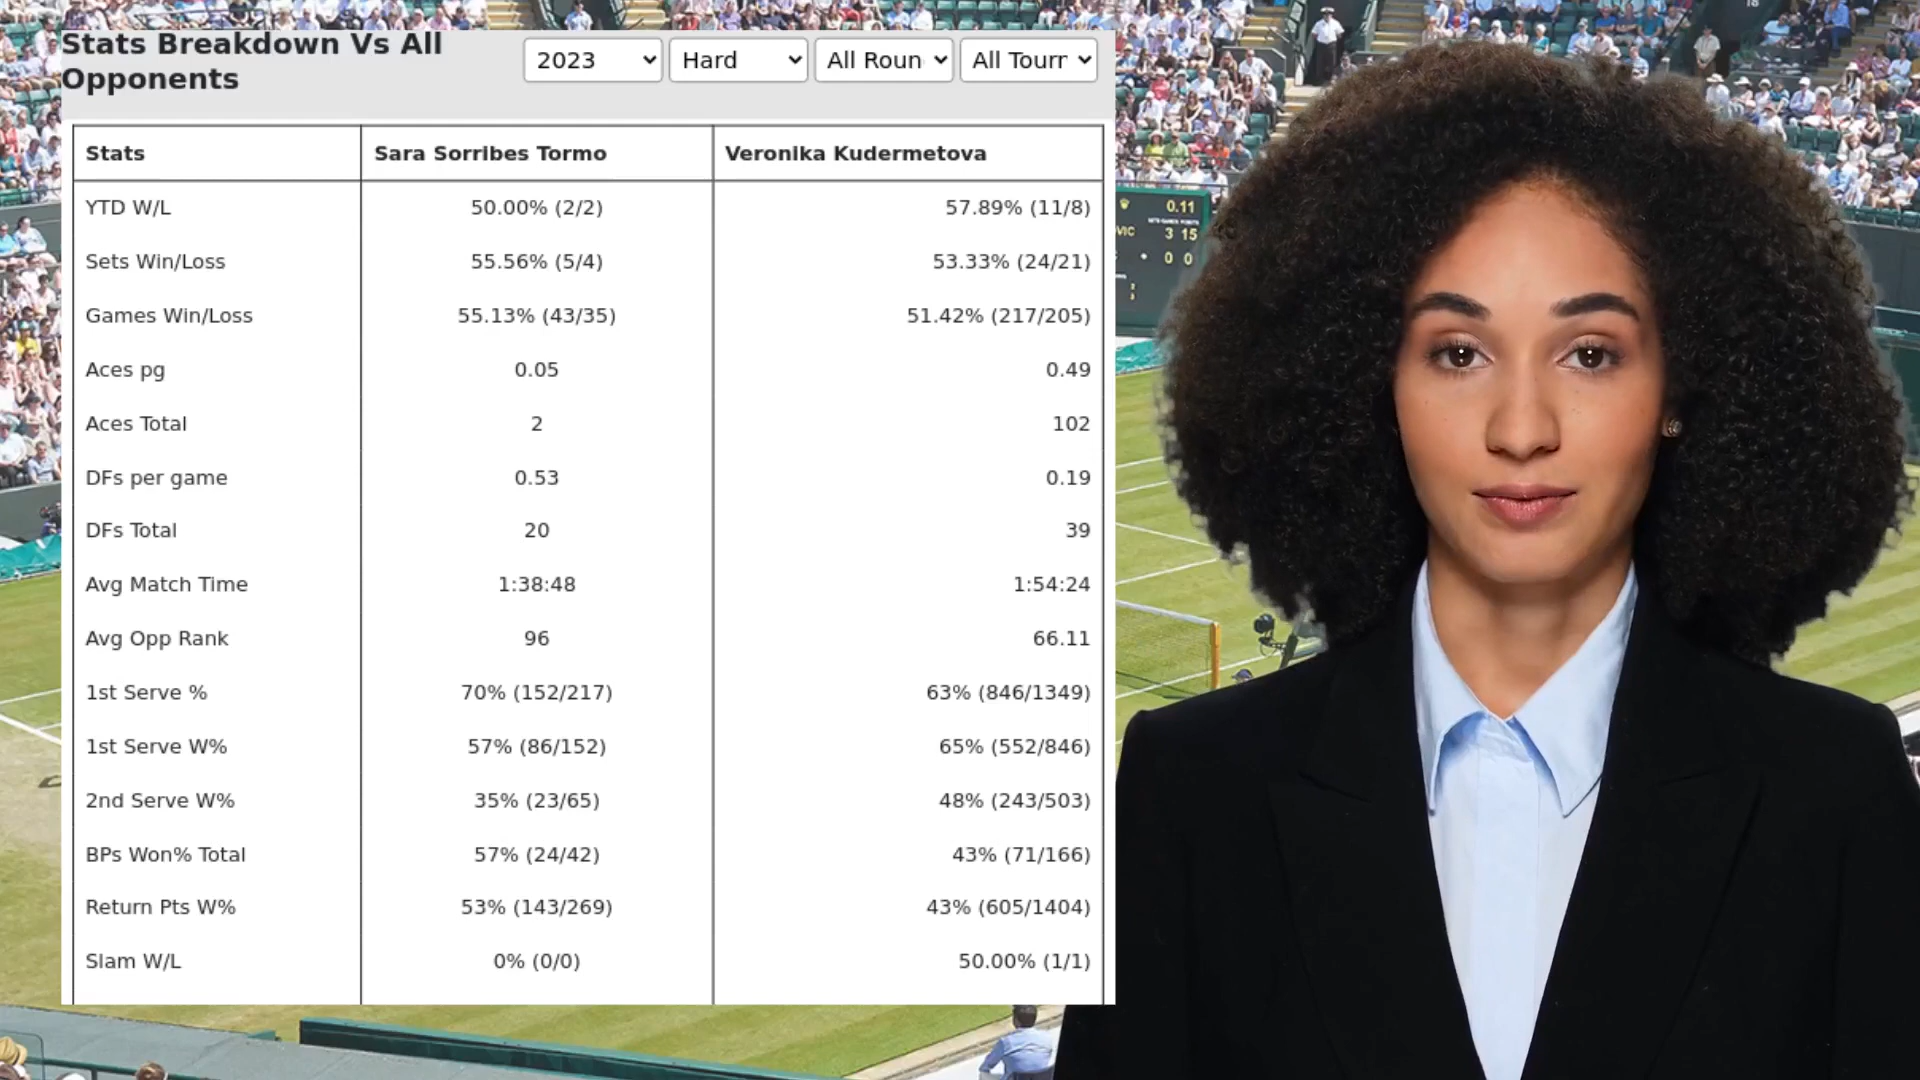 Stats Breakdown Vs All
Opponents
2023 Hard All Roun All Tourr
Stats Sara Sorribes Tormo Veronika Kudermetova
YTD W/L 50.00% (2/2) 57.89% (11/8)
Sets Win/Loss 55.56% (5/4) 53.33% (24/21)
Games Win/Loss 55.13% (43/35) 51.42% (217/205)
Aces pg 0.05 0.49
Aces Total 2 102
DFs per game 0.53 0.19
DFs Total 20 39
Avg Match Time 1:38:48 1:54:24
Avg Opp Rank 96 66.11
1st Serve % 70% (152/217) 63% (846/1349)
1st Serve W% 57% (86/152) 65% (552/846)
2nd Serve W% 35% (23/65) 48% (243/503)
BPs Won% Total 57% (24/42) 43% (71/166)
Return Pts W% 53% (143/269) 43% (605/1404)
Slam W/L 0% (0/0) 50.00% (1/1)
18
0.11
VIC 3 15
0 0